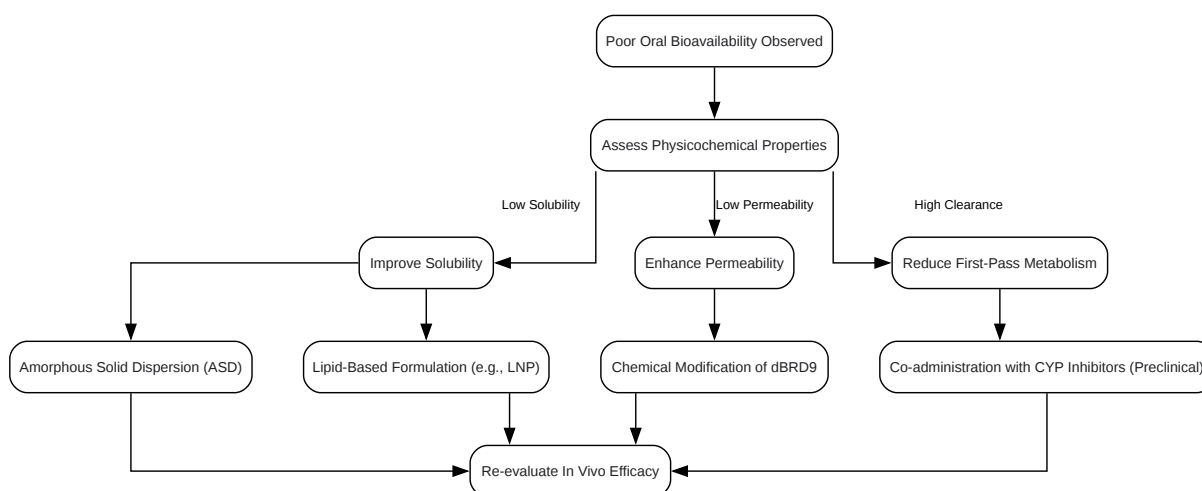 Poor Oral Bioavailability Observed
Assess Physicochemical Properties
Low Solubility
Low Permeability
High Clearance
Improve Solubility
Enhance Permeability
Reduce First-Pass Metabolism
Amorphous Solid Dispersion (ASD)
Lipid-Based Formulation (e.g., LNP)
Chemical Modification of dBRD9
Co-administration with CYP Inhibitors (Preclinical)
Re-evaluate In Vivo Efficacy